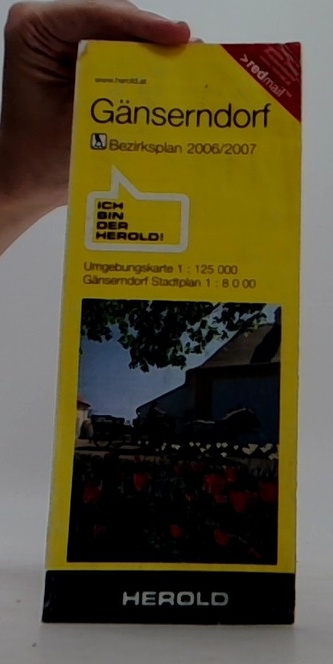 www.herold.at
>redmail
Gänserndorf
Bezirksplan 2006/2007
ICH
BIN
DER
HEROLD!
Umgebungskarte 1 : 125 000
Gänserndorf Stadtplan 1 : 8 0 00
HEROLD